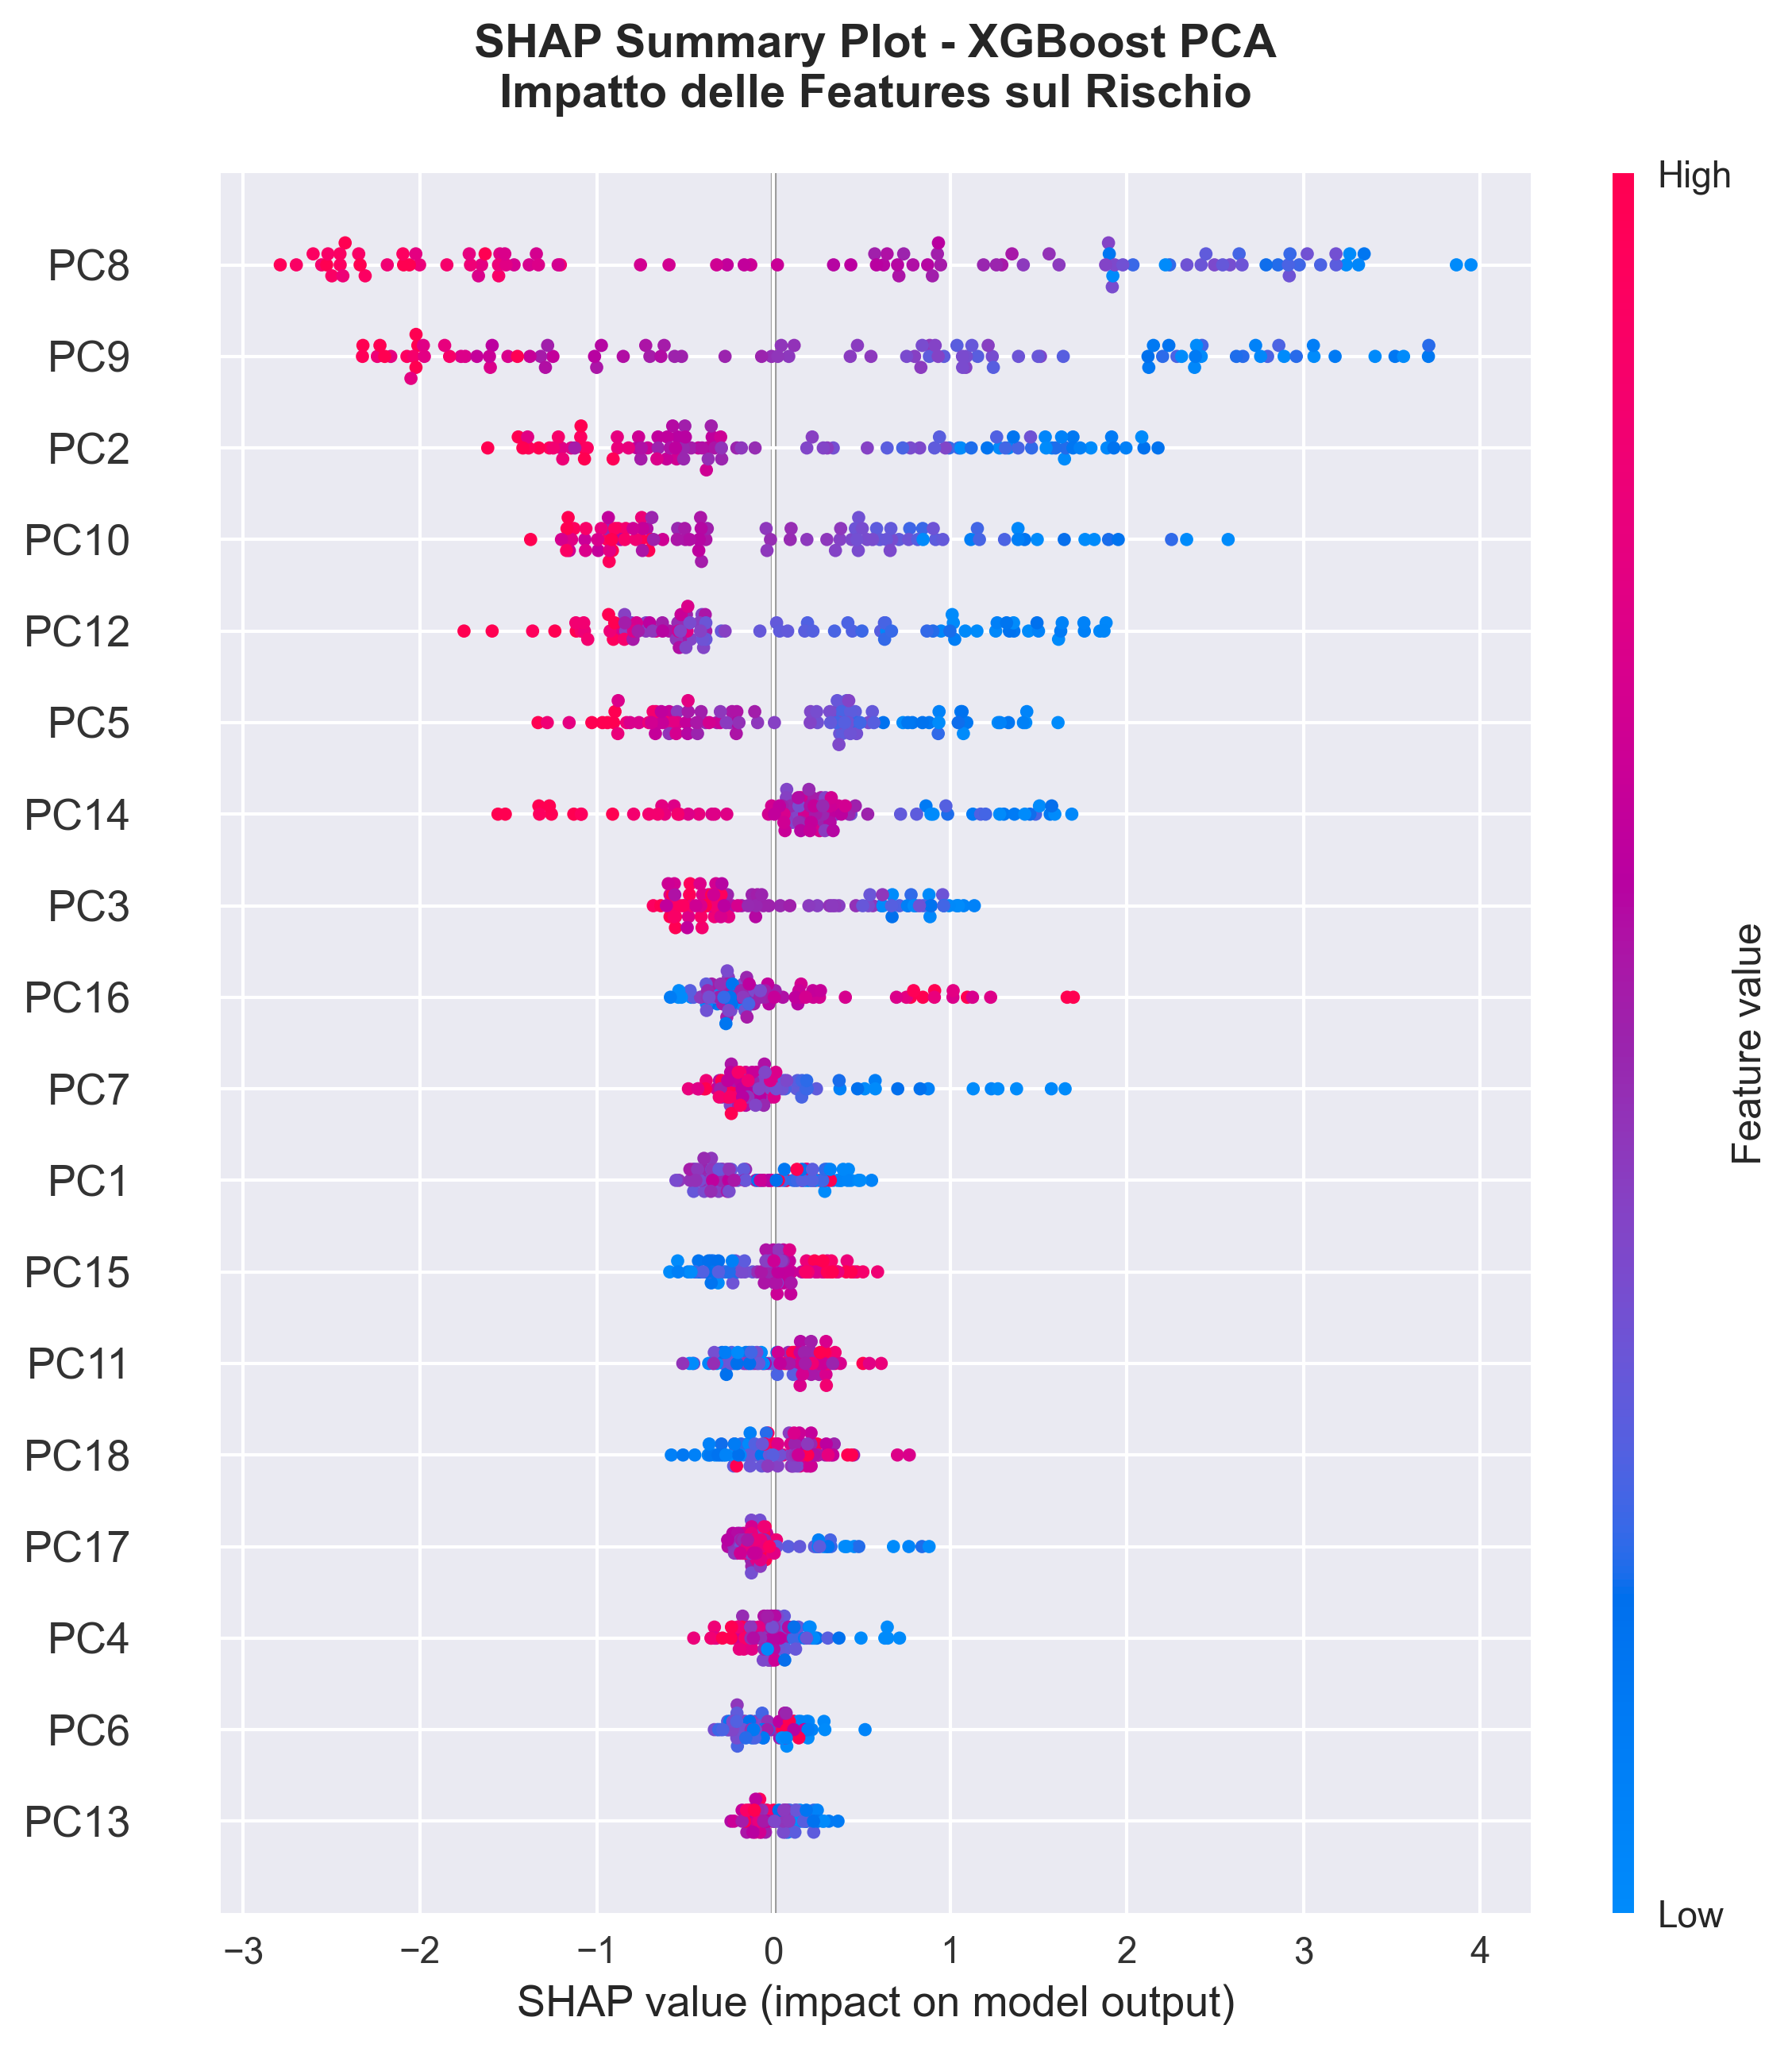 SHAP Summary Plot - XGBoost PCA
Impatto delle Features sul Rischio
High
PC8
PC9
PC2
PC10
PC12
PC5
PC14
PC3
PC16
PC7
PC1
PC15
PC11
PC18
PC17
PC4
PC6
PC13
Feature value
Low
−3 −2 −1 0 1 2 3 4
SHAP value (impact on model output)